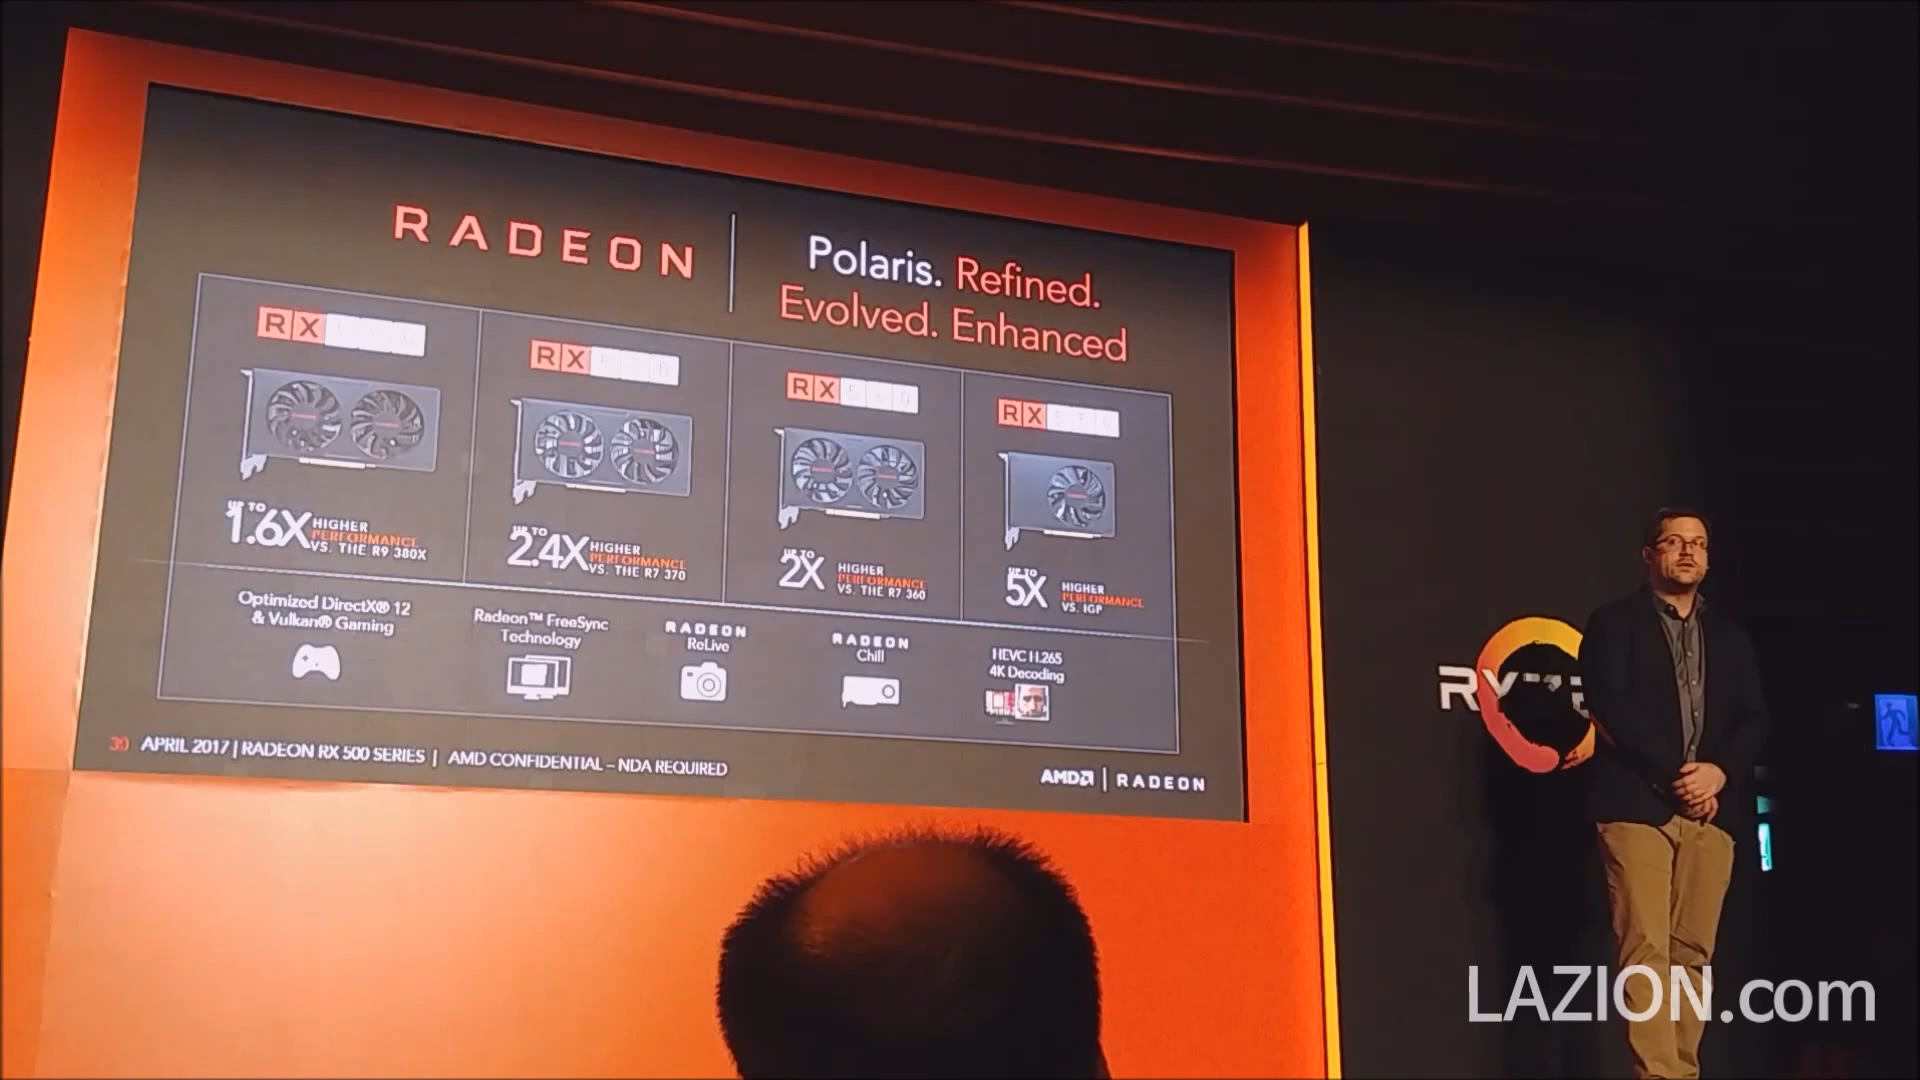 RADEON
Polaris. Refined.
Evolved. Enhanced
RX
UP TO
1.6X HIGHER
PERFORMANCE
VS. THE R9 380X
RX
UP TO
2.4X HIGHER
PERFORMANCE
VS. THE R7 370
RX
UP TO
2X HIGHER
PERFORMANCE
VS. THE R7 360
RX
UP TO
5X HIGHER
PERFORMANCE
VS. IGP
Optimized DirectX® 12
& Vulkan® Gaming
Radeon™ FreeSync
Technology
RADEON
ReLive
RADEON
Chill
HEVC H.265
4K Decoding
30 APRIL 2017 | RADEON RX 500 SERIES | AMD CONFIDENTIAL – NDA REQUIRED
AMD | RADEON
LAZION.com